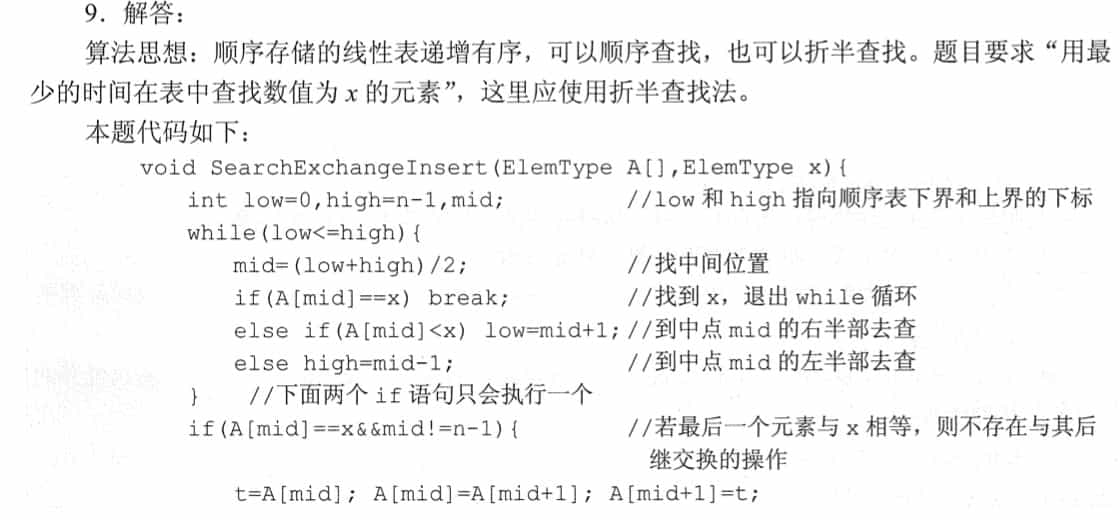 9．解答：
算法思想：顺序存储的线性表递增有序，可以顺序查找，也可以折半查找。题目要求“用最
少的时间在表中查找数值为 x 的元素”，这里应使用折半查找法。
本题代码如下：
void SearchExchangeInsert(ElemType A[],ElemType x){
int low=0,high=n-1,mid; //low 和 high 指向顺序表下界和上界的下标
while(low<=high){
mid=(low+high)/2; //找中间位置
if(A[mid]==x) break; //找到 x，退出 while 循环
else if(A[mid]<x) low=mid+1; //到中点 mid 的右半部去查
else high=mid-1; //到中点 mid 的左半部去查
} //下面两个 if 语句只会执行一个
if(A[mid]==x&&mid!=n-1){ //若最后一个元素与 x 相等，则不存在与其后
继交换的操作
t=A[mid]; A[mid]=A[mid+1]; A[mid+1]=t;